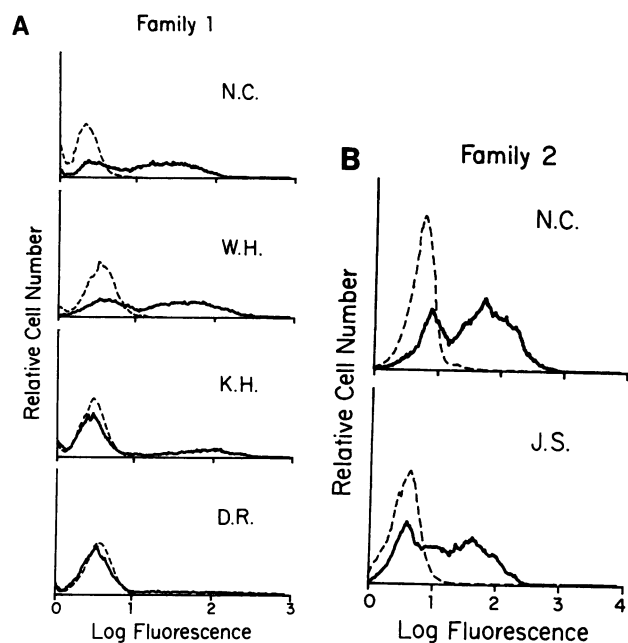 A
Family 1
N.C.
W.H.
K.H.
D.R.
Relative Cell Number
0 1 2 3
Log Fluorescence
B
Family 2
N.C.
J.S.
Relative Cell Number
0 1 2 3 4
Log Fluorescence